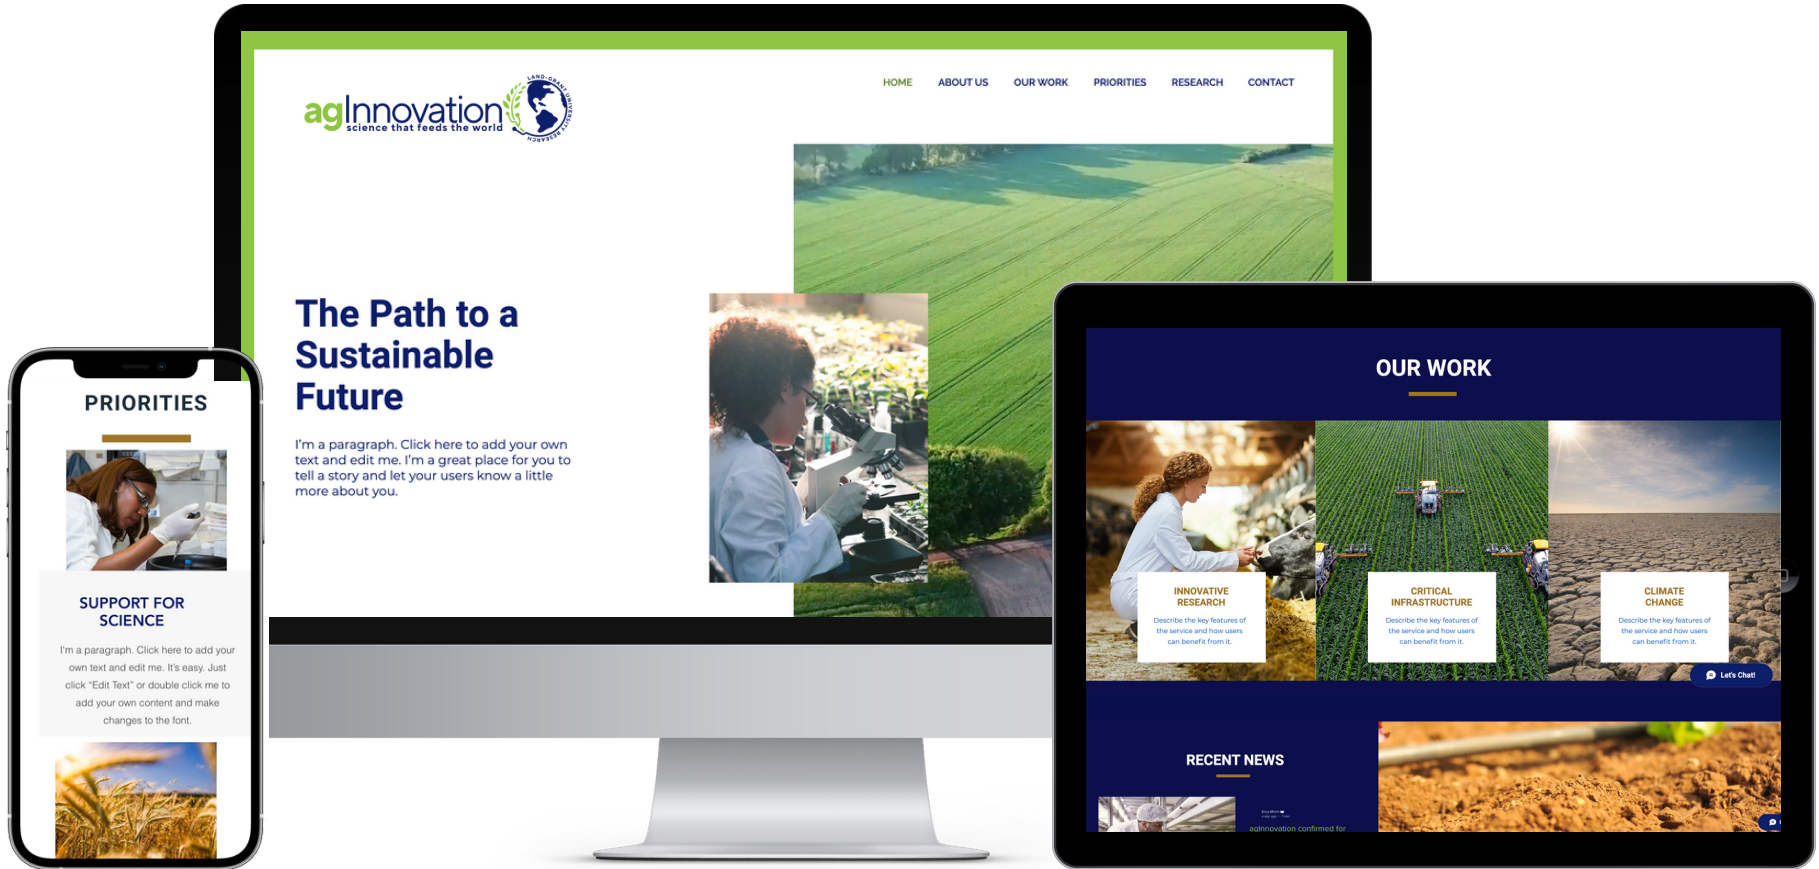 agInnovation
science that feeds the world
LAND-GRANT UNIVERSITY RESEARCH
HOME ABOUT US OUR WORK PRIORITIES RESEARCH CONTACT
The Path to a
Sustainable
Future
I'm a paragraph. Click here to add your own
text and edit me. I'm a great place for you to
tell a story and let your users know a little
more about you.
PRIORITIES
SUPPORT FOR
SCIENCE
I'm a paragraph. Click here to add your
own text and edit me. It's easy. Just
click “Edit Text” or double click me to
add your own content and make
changes to the font.
OUR WORK
INNOVATIVE
RESEARCH
Describe the key features of
the service and how users
can benefit from it.
CRITICAL
INFRASTRUCTURE
Describe the key features of
the service and how users
can benefit from it.
CLIMATE
CHANGE
Describe the key features of
the service and how users
can benefit from it.
Let's Chat!
RECENT NEWS
agInnovation confirmed for